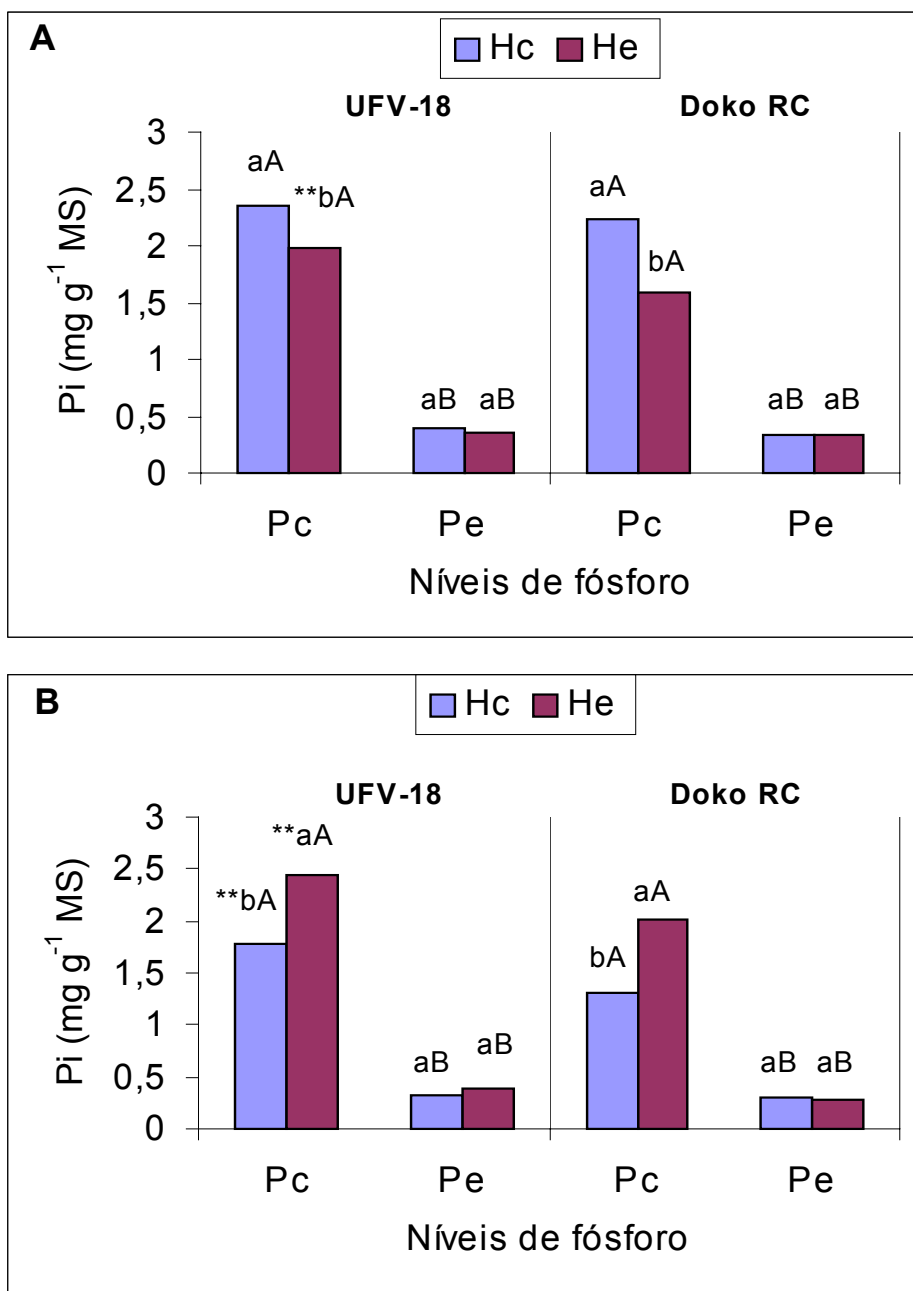 A
Hc He
UFV-18 Doko RC
Pi (mg g⁻¹ MS)
3
2,5
2
1,5
1
0,5
0
aA **bA aB aB aA bA aB aB
Pc Pe Pc Pe
Níveis de fósforo
B
Hc He
UFV-18 Doko RC
Pi (mg g⁻¹ MS)
3
2,5
2
1,5
1
0,5
0
**bA **aA aB aB bA aA aB aB
Pc Pe Pc Pe
Níveis de fósforo